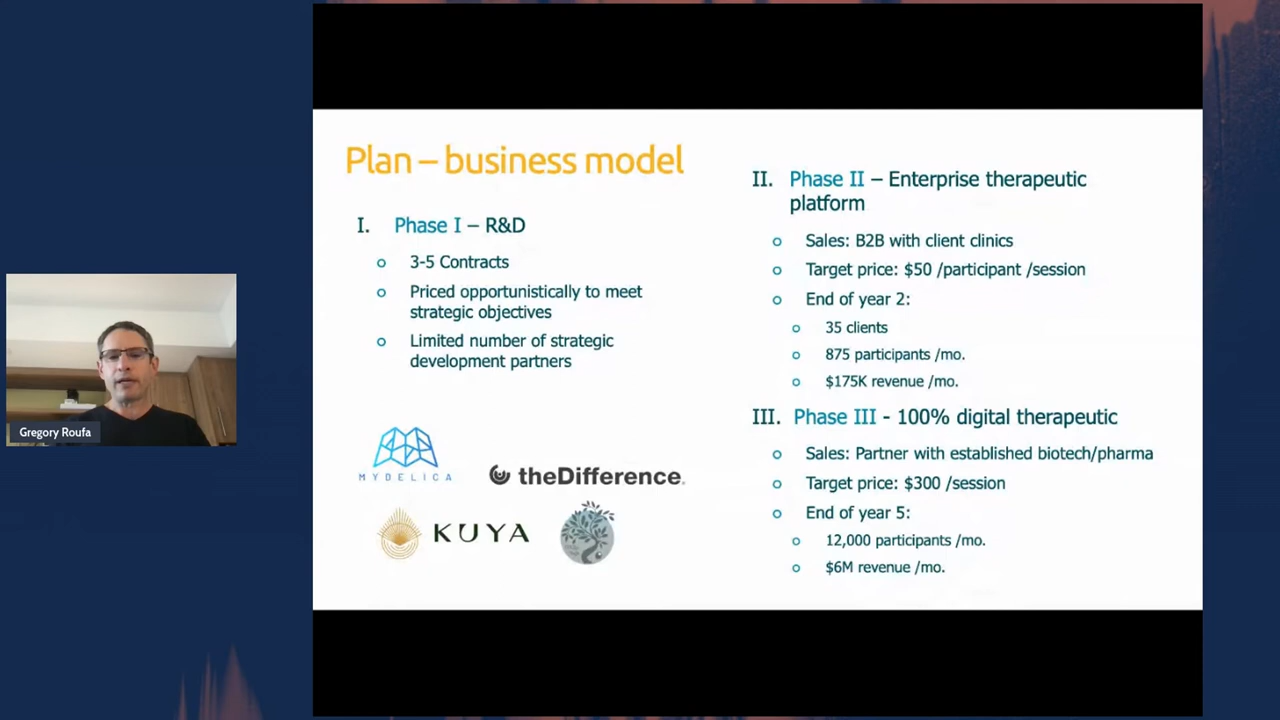 Plan – business model
I. Phase I – R&D
3-5 Contracts
Priced opportunistically to meet
strategic objectives
Limited number of strategic
development partners
MYDELICA
theDifference.
KUYA
II. Phase II – Enterprise therapeutic
platform
Sales: B2B with client clinics
Target price: $50 /participant /session
End of year 2:
35 clients
875 participants /mo.
$175K revenue /mo.
III. Phase III - 100% digital therapeutic
Sales: Partner with established biotech/pharma
Target price: $300 /session
End of year 5:
12,000 participants /mo.
$6M revenue /mo.
Gregory Roufa